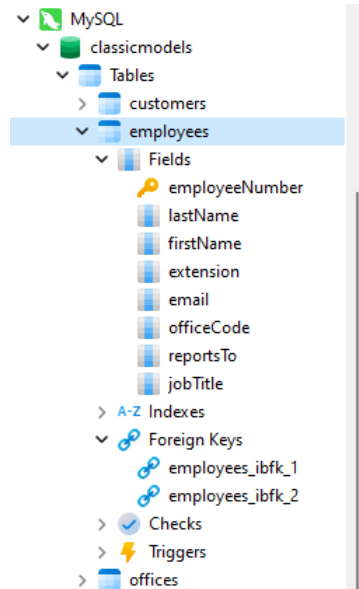 MySQL
classicmodels
Tables
customers
employees
Fields
employeeNumber
lastName
firstName
extension
email
officeCode
reportsTo
jobTitle
A-Z Indexes
Foreign Keys
employees_ibfk_1
employees_ibfk_2
Checks
Triggers
offices